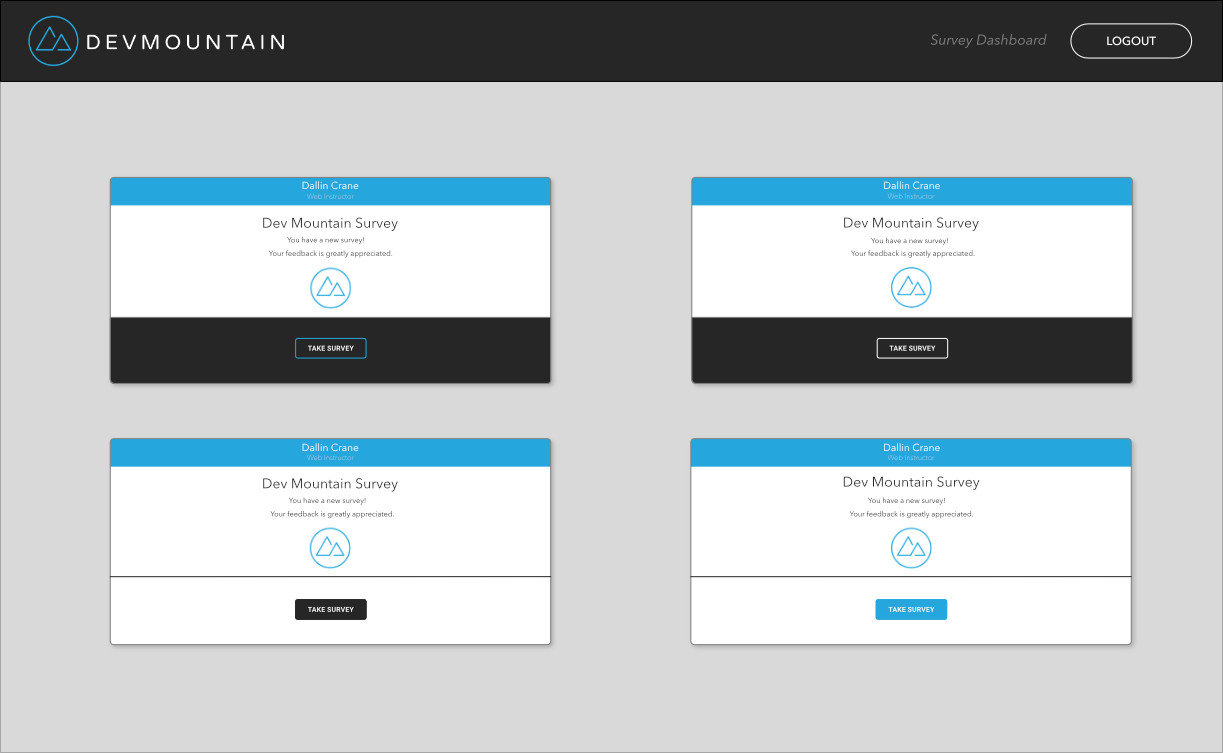 DEVMOUNTAIN
Survey Dashboard
LOGOUT
Dallin Crane
Web Instructor
Dev Mountain Survey
You have a new survey!
Your feedback is greatly appreciated.
TAKE SURVEY
Dallin Crane
Web Instructor
Dev Mountain Survey
You have a new survey!
Your feedback is greatly appreciated.
TAKE SURVEY
Dallin Crane
Web Instructor
Dev Mountain Survey
You have a new survey!
Your feedback is greatly appreciated.
TAKE SURVEY
Dallin Crane
Web Instructor
Dev Mountain Survey
You have a new survey!
Your feedback is greatly appreciated.
TAKE SURVEY